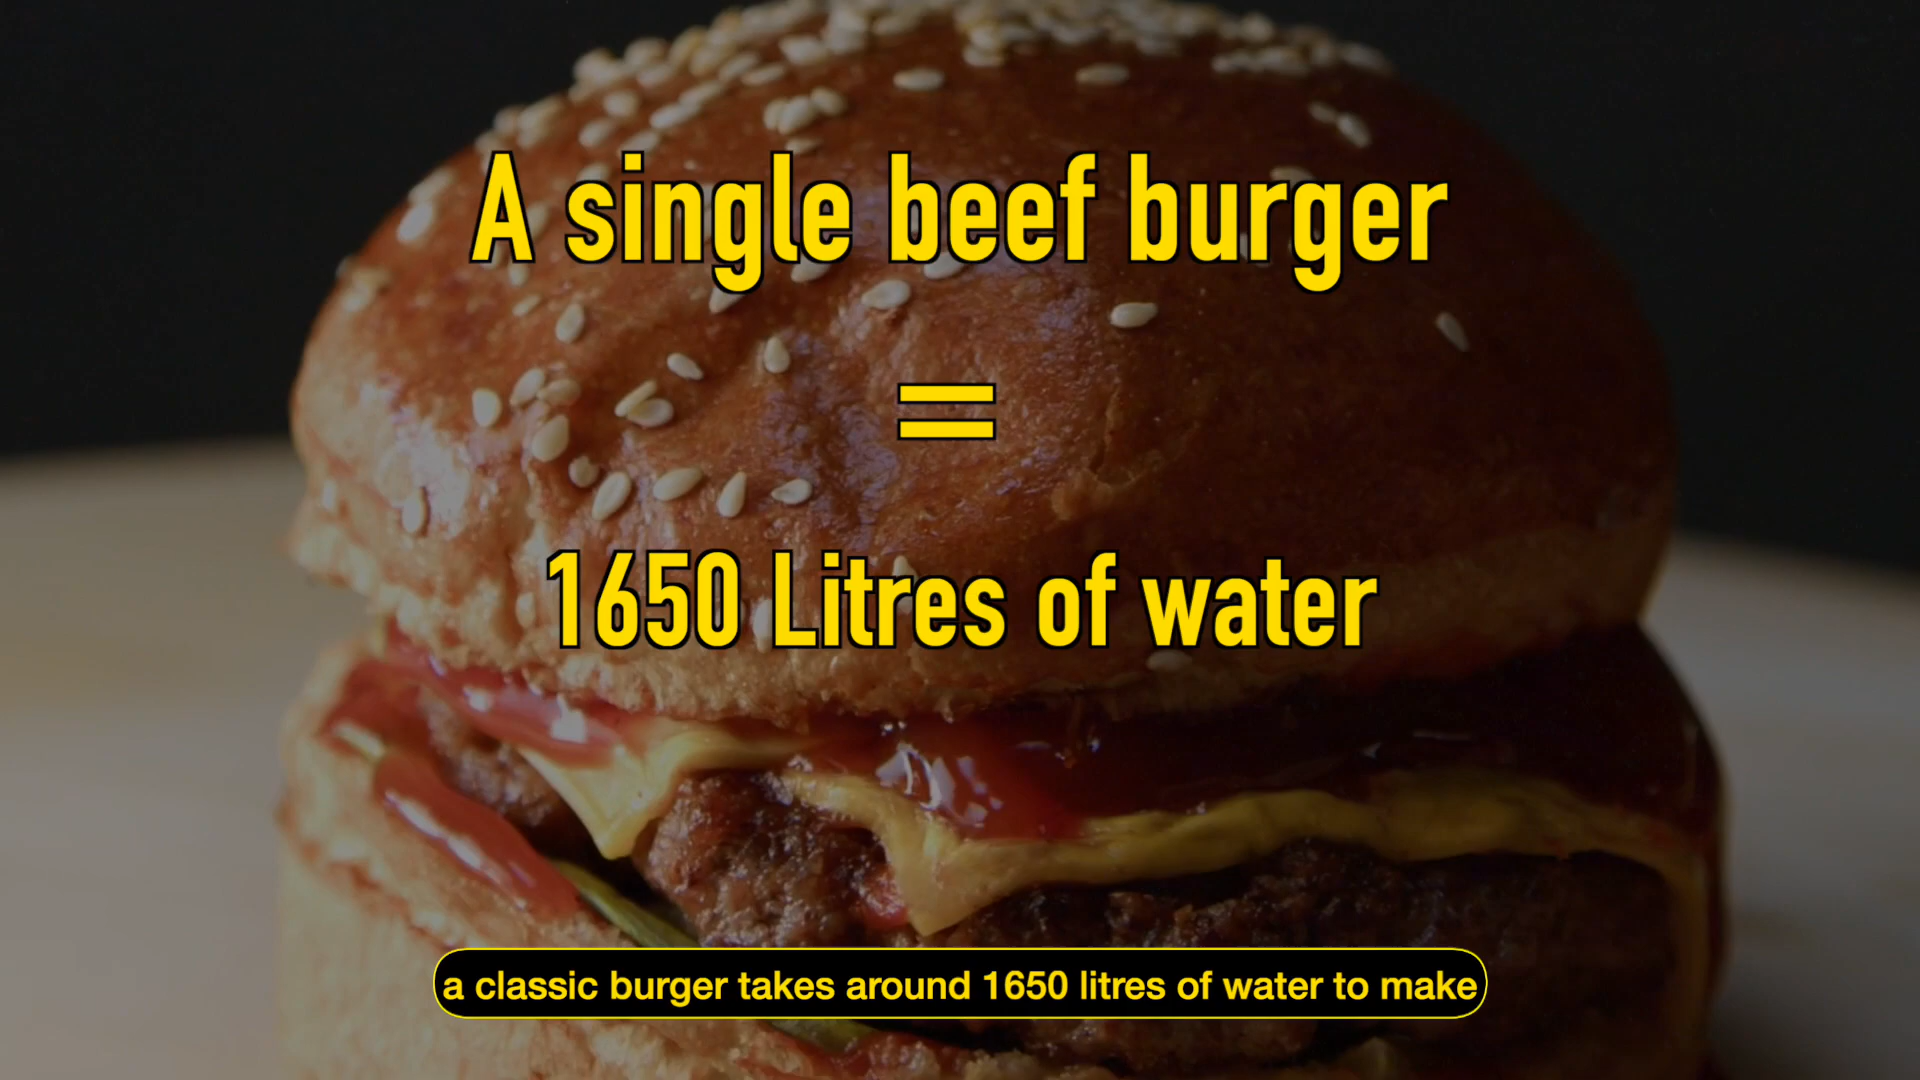 A single beef burger
=
1650 Litres of water
a classic burger takes around 1650 litres of water to make